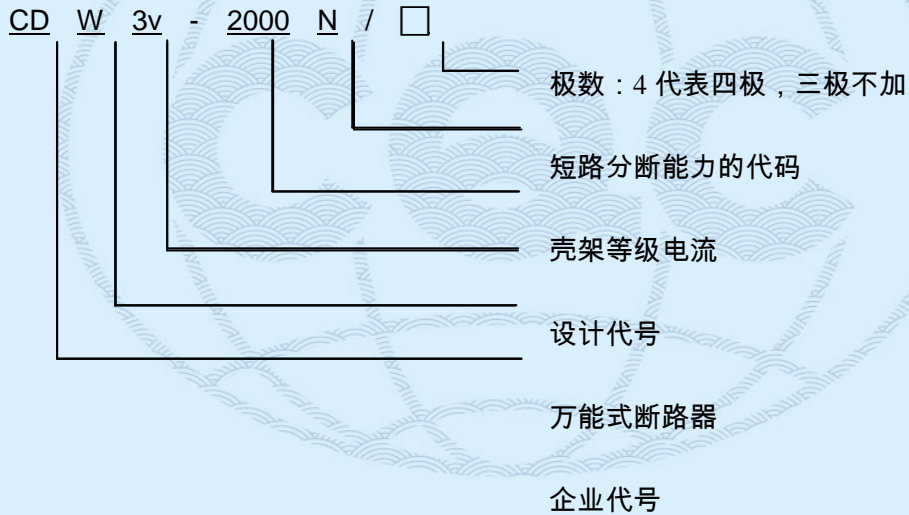 CD W 3v - 2000 N / □
极数：4 代表四极，三极不加
短路分断能力的代码
壳架等级电流
设计代号
万能式断路器
企业代号
cqc